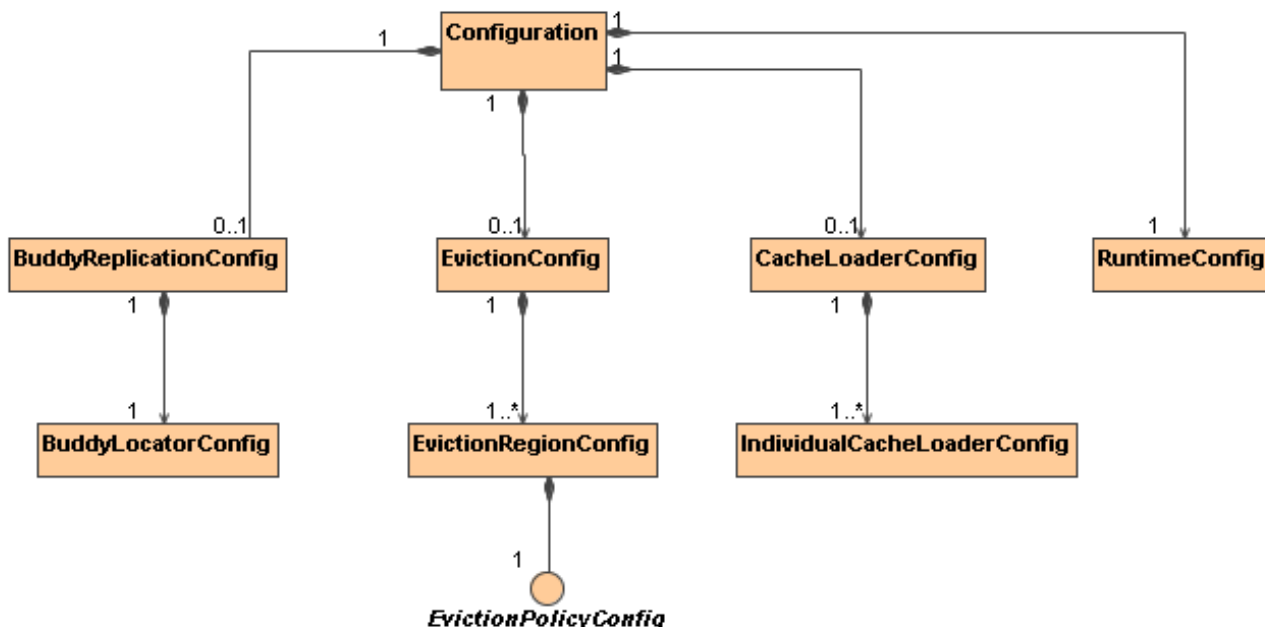 Configuration
1
1
1
1
0..1
0..1
0..1
1
BuddyReplicationConfig
EvictionConfig
CacheLoaderConfig
RuntimeConfig
1
1
1
1
1..*
1..*
BuddyLocatorConfig
EvictionRegionConfig
IndividualCacheLoaderConfig
1
EvictionPolicyConfig